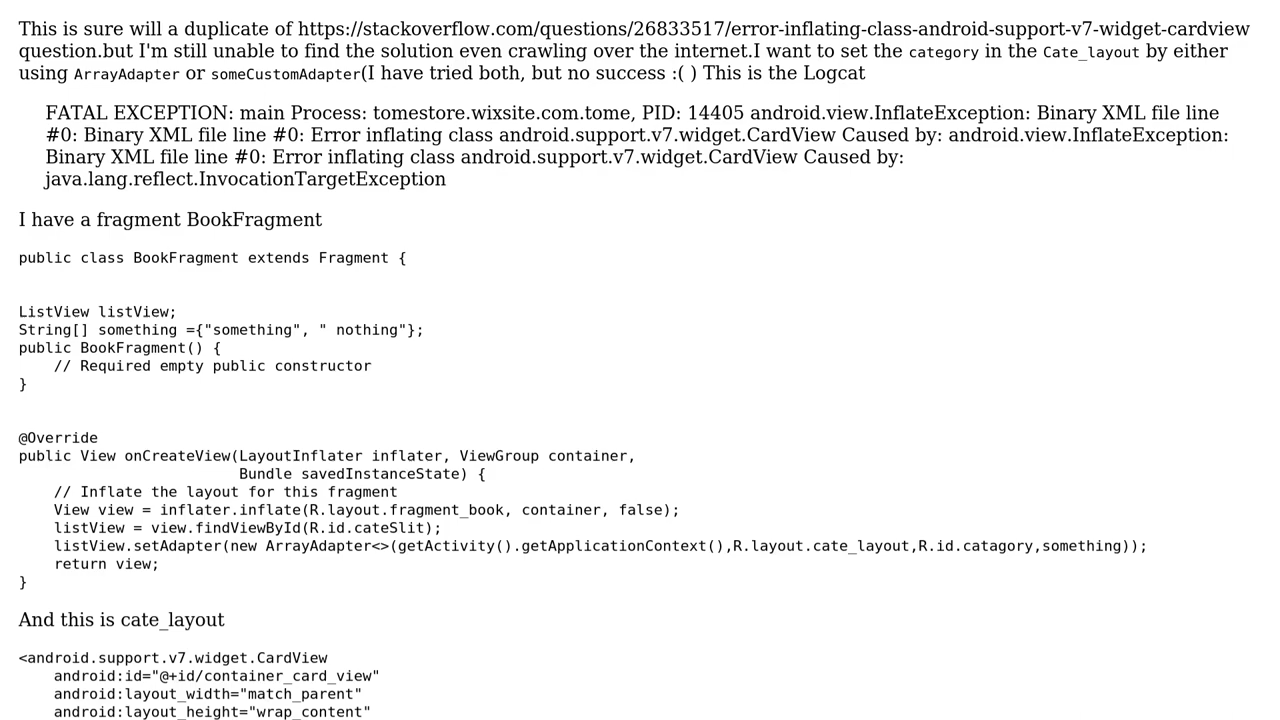 This is sure will a duplicate of https://stackoverflow.com/questions/26833517/error-inflating-class-android-support-v7-widget-cardview
question.but I'm still unable to find the solution even crawling over the internet.I want to set the category in the Cate_layout by either
using ArrayAdapter or someCustomAdapter(I have tried both, but no success :( ) This is the Logcat
FATAL EXCEPTION: main Process: tomestore.wixsite.com.tome, PID: 14405 android.view.InflateException: Binary XML file line
#0: Binary XML file line #0: Error inflating class android.support.v7.widget.CardView Caused by: android.view.InflateException:
Binary XML file line #0: Error inflating class android.support.v7.widget.CardView Caused by:
java.lang.reflect.InvocationTargetException
I have a fragment BookFragment
public class BookFragment extends Fragment {
ListView listView;
String[] something ={"something", " nothing"};
public BookFragment() {
    // Required empty public constructor
}
@Override
public View onCreateView(LayoutInflater inflater, ViewGroup container,
                         Bundle savedInstanceState) {
    // Inflate the layout for this fragment
    View view = inflater.inflate(R.layout.fragment_book, container, false);
    listView = view.findViewById(R.id.cateSlit);
    listView.setAdapter(new ArrayAdapter<>(getActivity().getApplicationContext(),R.layout.cate_layout,R.id.catagory,something));
    return view;
}
And this is cate_layout
<android.support.v7.widget.CardView
    android:id="@+id/container_card_view"
    android:layout_width="match_parent"
    android:layout_height="wrap_content"